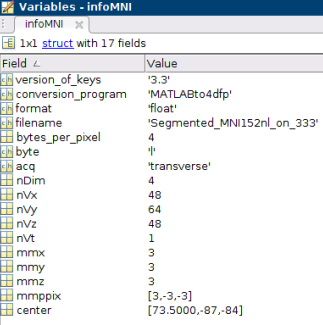 Variables - infoMNI
infoMNI
1x1 struct with 17 fields
Field Value
version_of_keys '3.3'
conversion_program 'MATLABto4dfp'
format 'float'
filename 'Segmented_MNI152nl_on_333'
bytes_per_pixel 4
byte 'l'
acq 'transverse'
nDim 4
nVx 48
nVy 64
nVz 48
nVt 1
mmx 3
mmy 3
mmz 3
mmppix [3,-3,-3]
center [73.5000,-87,-84]